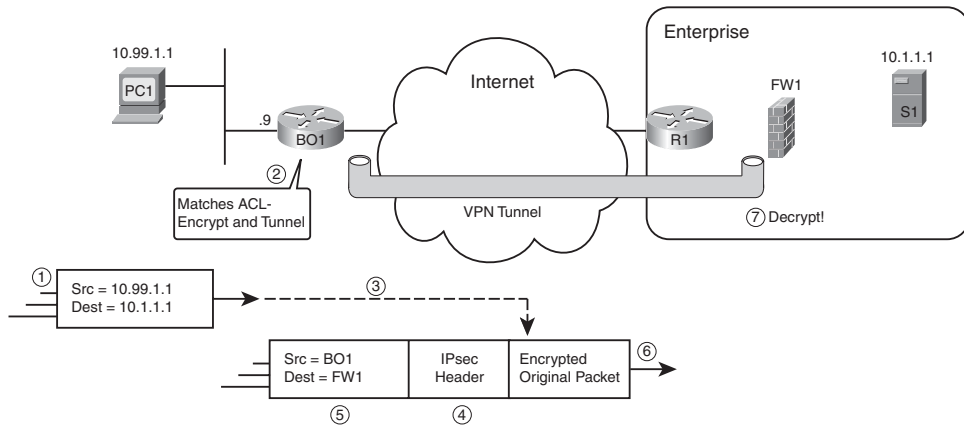 Enterprise
10.99.1.1
10.1.1.1
Internet
FW1
PC1
S1
.9
BO1
R1
2
Matches ACL-
Encrypt and Tunnel
VPN Tunnel
7 Decrypt!
1
Src = 10.99.1.1
Dest = 10.1.1.1
3
Src = BO1
Dest = FW1
IPsec
Header
Encrypted
Original Packet
6
5
4